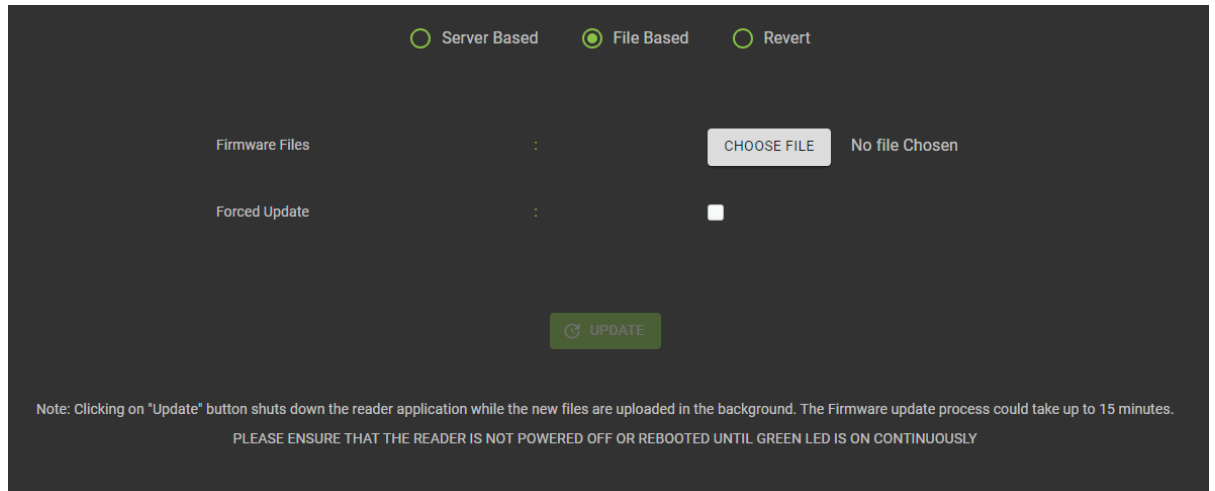 Server Based File Based Revert
Firmware Files : CHOOSE FILE No file Chosen
Forced Update :
UPDATE
Note: Clicking on "Update" button shuts down the reader application while the new files are uploaded in the background. The Firmware update process could take up to 15 minutes.
PLEASE ENSURE THAT THE READER IS NOT POWERED OFF OR REBOOTED UNTIL GREEN LED IS ON CONTINUOUSLY